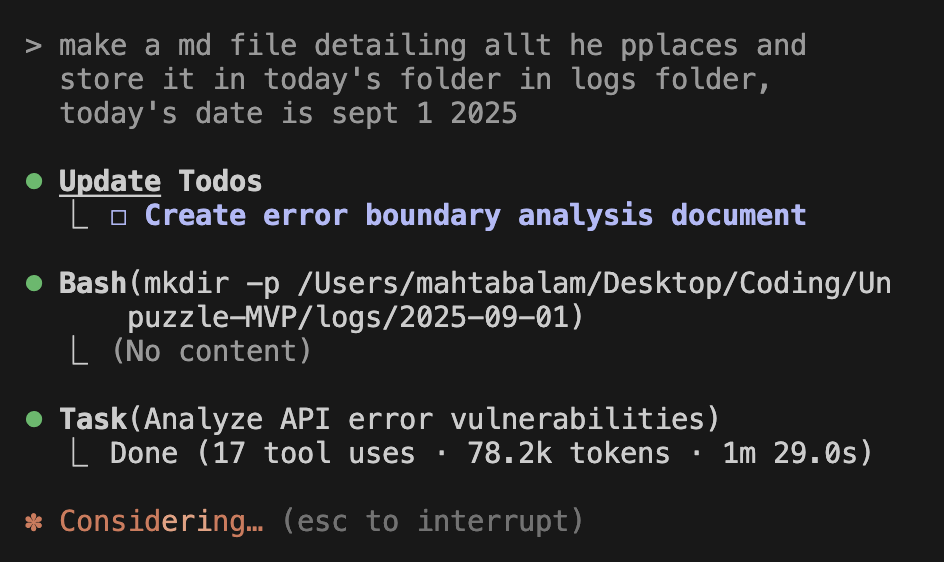 > make a md file detailing allt he pplaces and
store it in today's folder in logs folder,
today's date is sept 1 2025
● Update Todos
⎿ ☐ Create error boundary analysis document
● Bash(mkdir -p /Users/mahtabalam/Desktop/Coding/Un
puzzle-MVP/logs/2025-09-01)
⎿ (No content)
● Task(Analyze API error vulnerabilities)
⎿ Done (17 tool uses · 78.2k tokens · 1m 29.0s)
✽ Considering… (esc to interrupt)